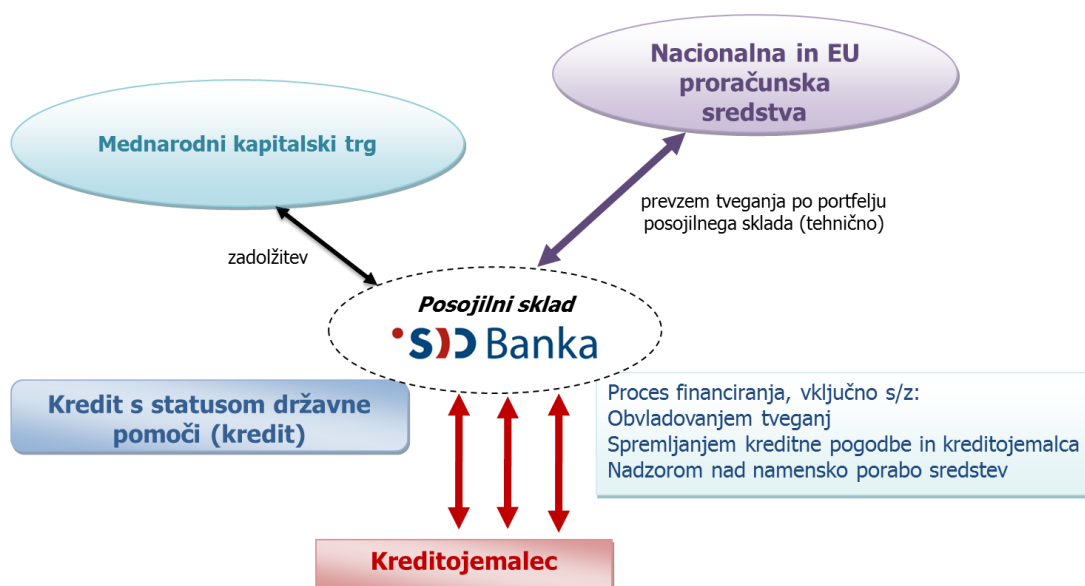 Nacionalna in EU
proračunska
sredstva
Mednarodni kapitalski trg
prevzem tveganja po portfelju
posojilnega sklada (tehnično)
zadolžitev
Posojilni sklad
SID Banka
Kredit s statusom državne
pomoči (kredit)
Proces financiranja, vključno s/z:
Obvladovanjem tveganj
Spremljanjem kreditne pogodbe in kreditojemalca
Nadzorom nad namensko porabo sredstev
Kreditojemalec